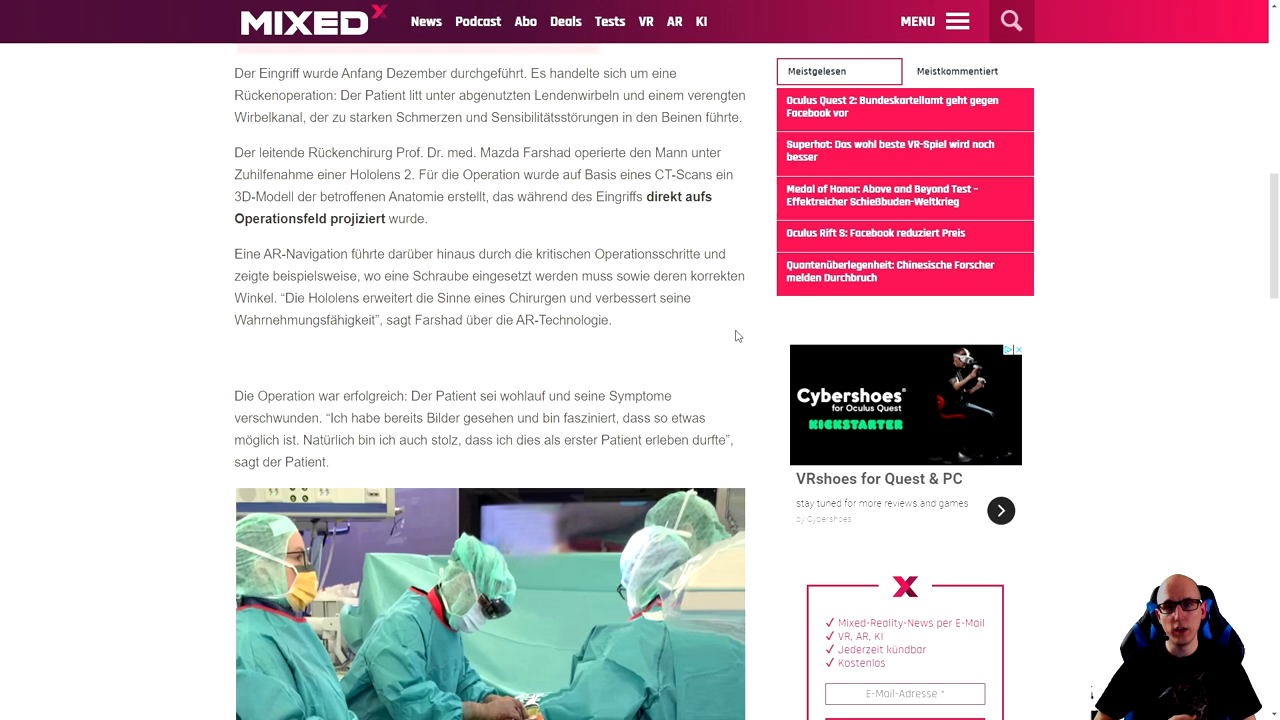 MIXED
News Podcast Abo Deals Tests VR AR KI
MENU
Der Eingriff wurde Anfang Dezember durchgeführt. Es handelte sich um eine
Rückenoperation: Der Patient litt unter abgenutzten Lendenwirbeln und einem verengten
Wirbelkanal, der zu starken Schmerzen und Sensibilitätsstörungen in den Beinen führte.
Der leitende Rückenchirurg Prof. Dr. med. Mazda Farshad operierte den Mann unter
Zuhilfenahme einer Hololens 2. Für die Operation wurde auf Basis eines CT-Scans ein
3D-Modell der betroffenen Anatomie erstellt, das während des Eingriffs direkt aufs
Operationsfeld projiziert wurde.
Eine AR-Navigation führte darüber hinaus durch die kritischen Operationsschritte und
zeigte beispielsweise, wo eine Schraube eingesetzt werden muss sowie deren korrekten
Winkel. “Die Hololens erweitert die Sinne eines Chirurgen und verbessert seine
Wahrnehmungsfähigkeit”, sagt Farshad über die AR-Technologie.
Die Operation war erfolgreich: Der Patient sei wohlauf und seine Symptome
verschwunden. “Ich habe bereits Bilder gesehen und bin fasziniert, dass so etwas
möglich ist. Natürlich bin ich auch stolz, dass ich dies als erster Patient erleben durfte”,
sagt der Patient.
Meistgelesen
Meistkommentiert
Oculus Quest 2: Bundeskartellamt geht gegen
Facebook vor
Superhot: Das wohl beste VR-Spiel wird noch
besser
Medal of Honor: Above and Beyond Test –
Effektreicher Schießbuden-Weltkrieg
Oculus Rift S: Facebook reduziert Preis
Quantenüberlegenheit: Chinesische Forscher
melden Durchbruch
Cybershoes®
for Oculus Quest
KICKSTARTER
VRshoes for Quest & PC
stay tuned for more reviews and games
by Cybershoes
✓ Mixed-Reality-News per E-Mail
✓ VR, AR, KI
✓ Jederzeit kündbar
✓ Kostenlos
E-Mail-Adresse *